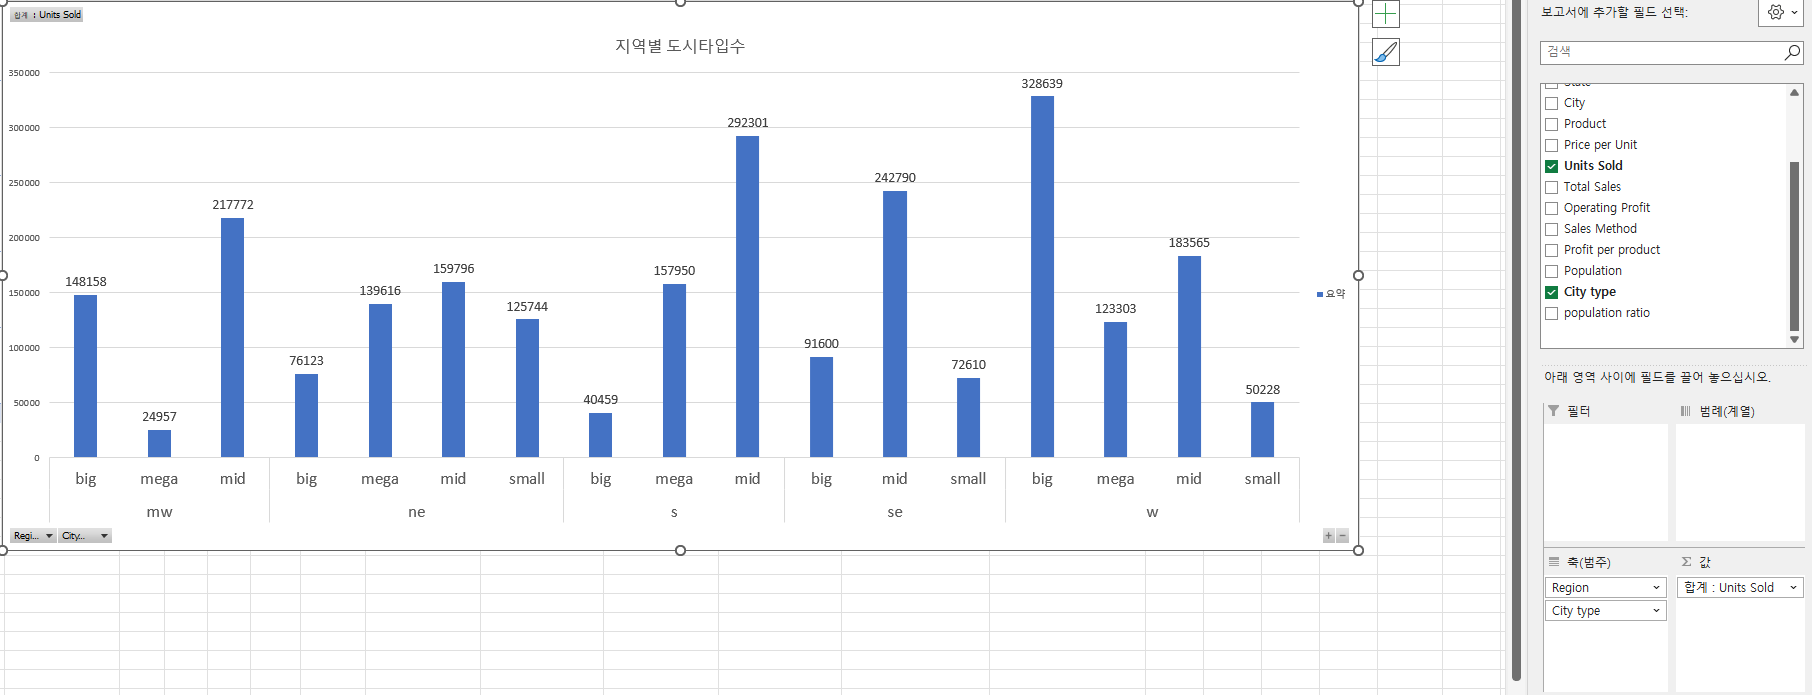 합계 : Units Sold
지역별 도시타입수
350000
300000
250000
200000
150000
100000
50000
0
148158
24957
217772
76123
139616
159796
125744
40459
157950
292301
91600
242790
72610
328639
123303
183565
50228
big mega mid big mega mid small big mega mid big mid small big mega mid small
mw ne s se w
요약
Regi... City...
보고서에 추가할 필드 선택:
검색
State
City
Product
Price per Unit
Units Sold
Total Sales
Operating Profit
Sales Method
Profit per product
Population
City type
population ratio
아래 영역 사이에 필드를 끌어 놓으십시오.
필터
범례(계열)
축(범주)
Σ 값
Region
합계 : Units Sold
City type